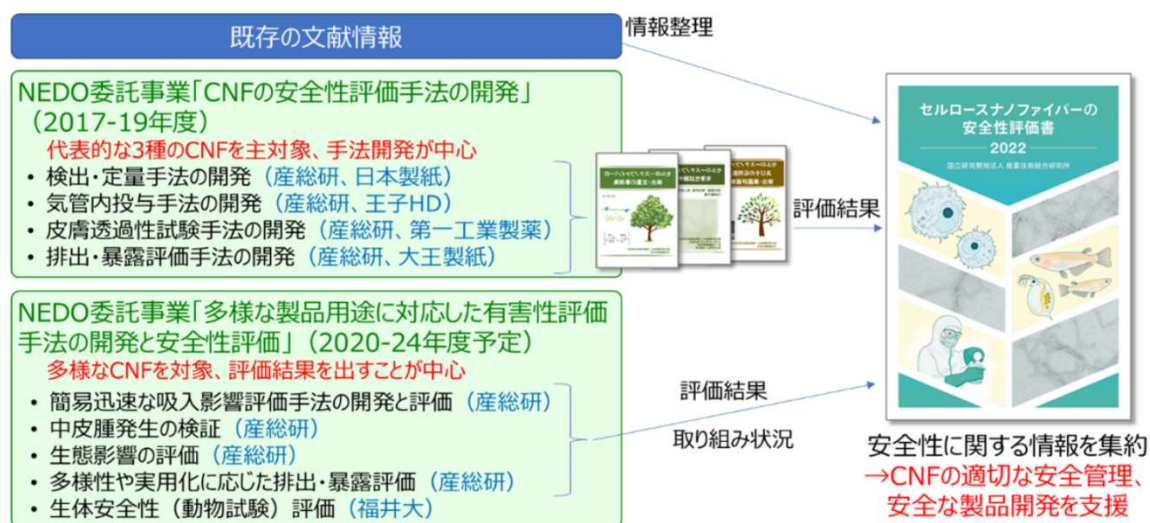 既存の文献情報
情報整理
NEDO委託事業「CNFの安全性評価手法の開発」
（2017-19年度）
代表的な3種のCNFを主対象、手法開発が中心
・検出・定量手法の開発（産総研、日本製紙）
・気管内投与手法の開発（産総研、王子HD）
・皮膚透過性試験手法の開発（産総研、第一工業製薬）
・排出・暴露評価手法の開発（産総研、大王製紙）
評価結果
NEDO委託事業「多様な製品用途に対応した有害性評価
手法の開発と安全性評価」（2020-24年度予定）
多様なCNFを対象、評価結果を出すことが中心
・簡易迅速な吸入影響評価手法の開発と評価（産総研）
・中皮腫発生の検証（産総研）
・生態影響の評価（産総研）
・多様性や実用化に応じた排出・暴露評価（産総研）
・生体安全性（動物試験）評価（福井大）
評価結果
取り組み状況
セルロースナノファイバーの
安全性評価書
2022
国立研究開発法人 産業技術総合研究所
安全性に関する情報を集約
→CNFの適切な安全管理、
安全な製品開発を支援